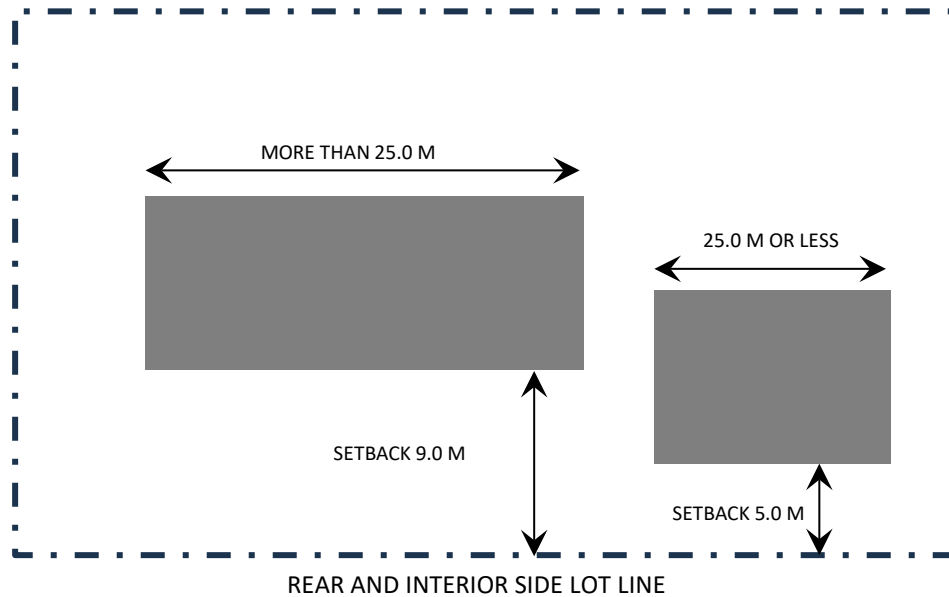 MORE THAN 25.0 M
25.0 M OR LESS
SETBACK 9.0 M
SETBACK 5.0 M
REAR AND INTERIOR SIDE LOT LINE